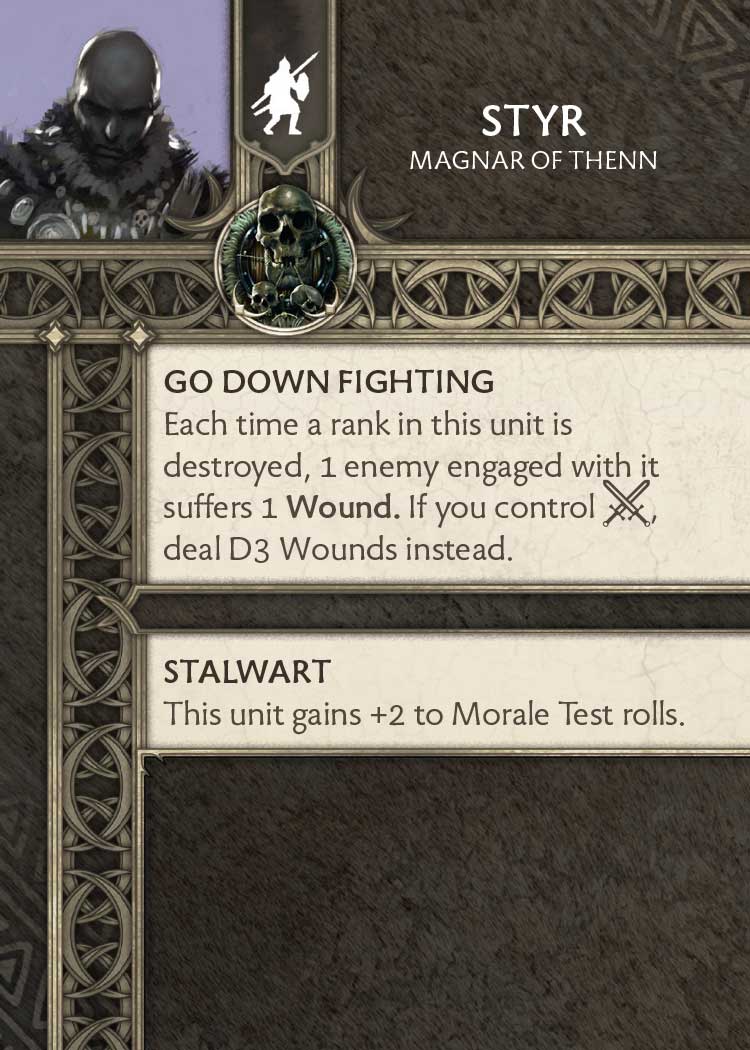 STYR
MAGNAR OF THENN
GO DOWN FIGHTING
Each time a rank in this unit is
destroyed, 1 enemy engaged with it
suffers 1 Wound. If you control ,
deal D3 Wounds instead.
STALWART
This unit gains +2 to Morale Test rolls.